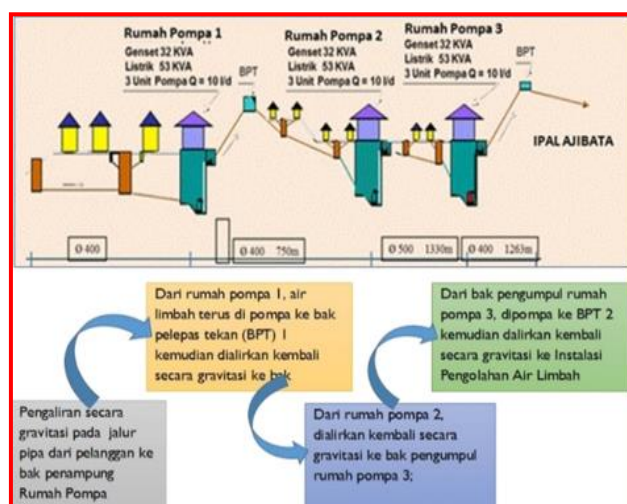 Rumah Pompa 1
Genset 32 KVA
Listrik 53 KVA
3 Unit Pompa Q = 10 l/d
BPT
Rumah Pompa 2
Genset 32 KVA
Listrik 53 KVA
3 Unit Pompa Q = 10 l/d
Rumah Pompa 3
Genset 32 KVA
Listrik 53 KVA
3 Unit Pompa Q = 10 l/d
BPT
IPAL AJIBATA
Ø 400
Ø 400 750m
Ø 500 1330m
Ø 400 1263m
Pengaliran secara
gravitasi pada jalur
pipa dari pelanggan ke
bak penampung
Rumah Pompa
Dari rumah pompa 1, air
limbah terus di pompa ke bak
pelepas tekan (BPT) 1
kemudian dialirkan kembali
secara gravitasi ke bak
Dari rumah pompa 2,
dialirkan kembali secara
gravitasi ke bak pengumpul
rumah pompa 3;
Dari bak pengumpul rumah
pompa 3, dipompa ke BPT 2
kemudian dalirkan kembali
secara gravitasi ke Instalasi
Pengolahan Air Limbah